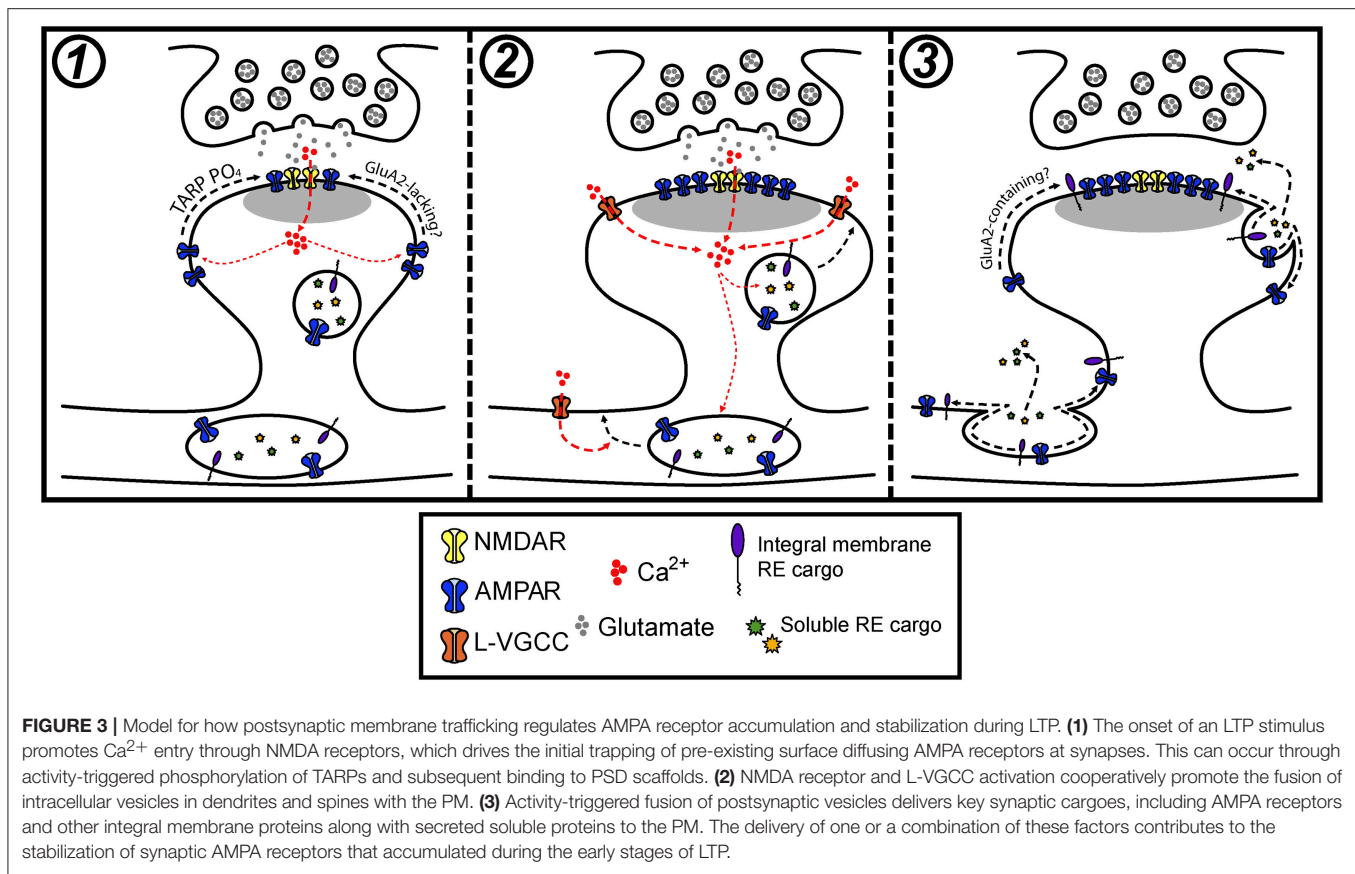 1
2
3
TARP PO₄
GluA2-lacking?
GluA2-containing?
NMDAR
AMPAR
L-VGCC
Ca²⁺
Glutamate
Integral membrane
RE cargo
Soluble RE cargo
FIGURE 3 | Model for how postsynaptic membrane trafficking regulates AMPA receptor accumulation and stabilization during LTP. (1) The onset of an LTP stimulus
promotes Ca²⁺ entry through NMDA receptors, which drives the initial trapping of pre-existing surface diffusing AMPA receptors at synapses. This can occur through
activity-triggered phosphorylation of TARPs and subsequent binding to PSD scaffolds. (2) NMDA receptor and L-VGCC activation cooperatively promote the fusion of
intracellular vesicles in dendrites and spines with the PM. (3) Activity-triggered fusion of postsynaptic vesicles delivers key synaptic cargoes, including AMPA receptors
and other integral membrane proteins along with secreted soluble proteins to the PM. The delivery of one or a combination of these factors contributes to the
stabilization of synaptic AMPA receptors that accumulated during the early stages of LTP.